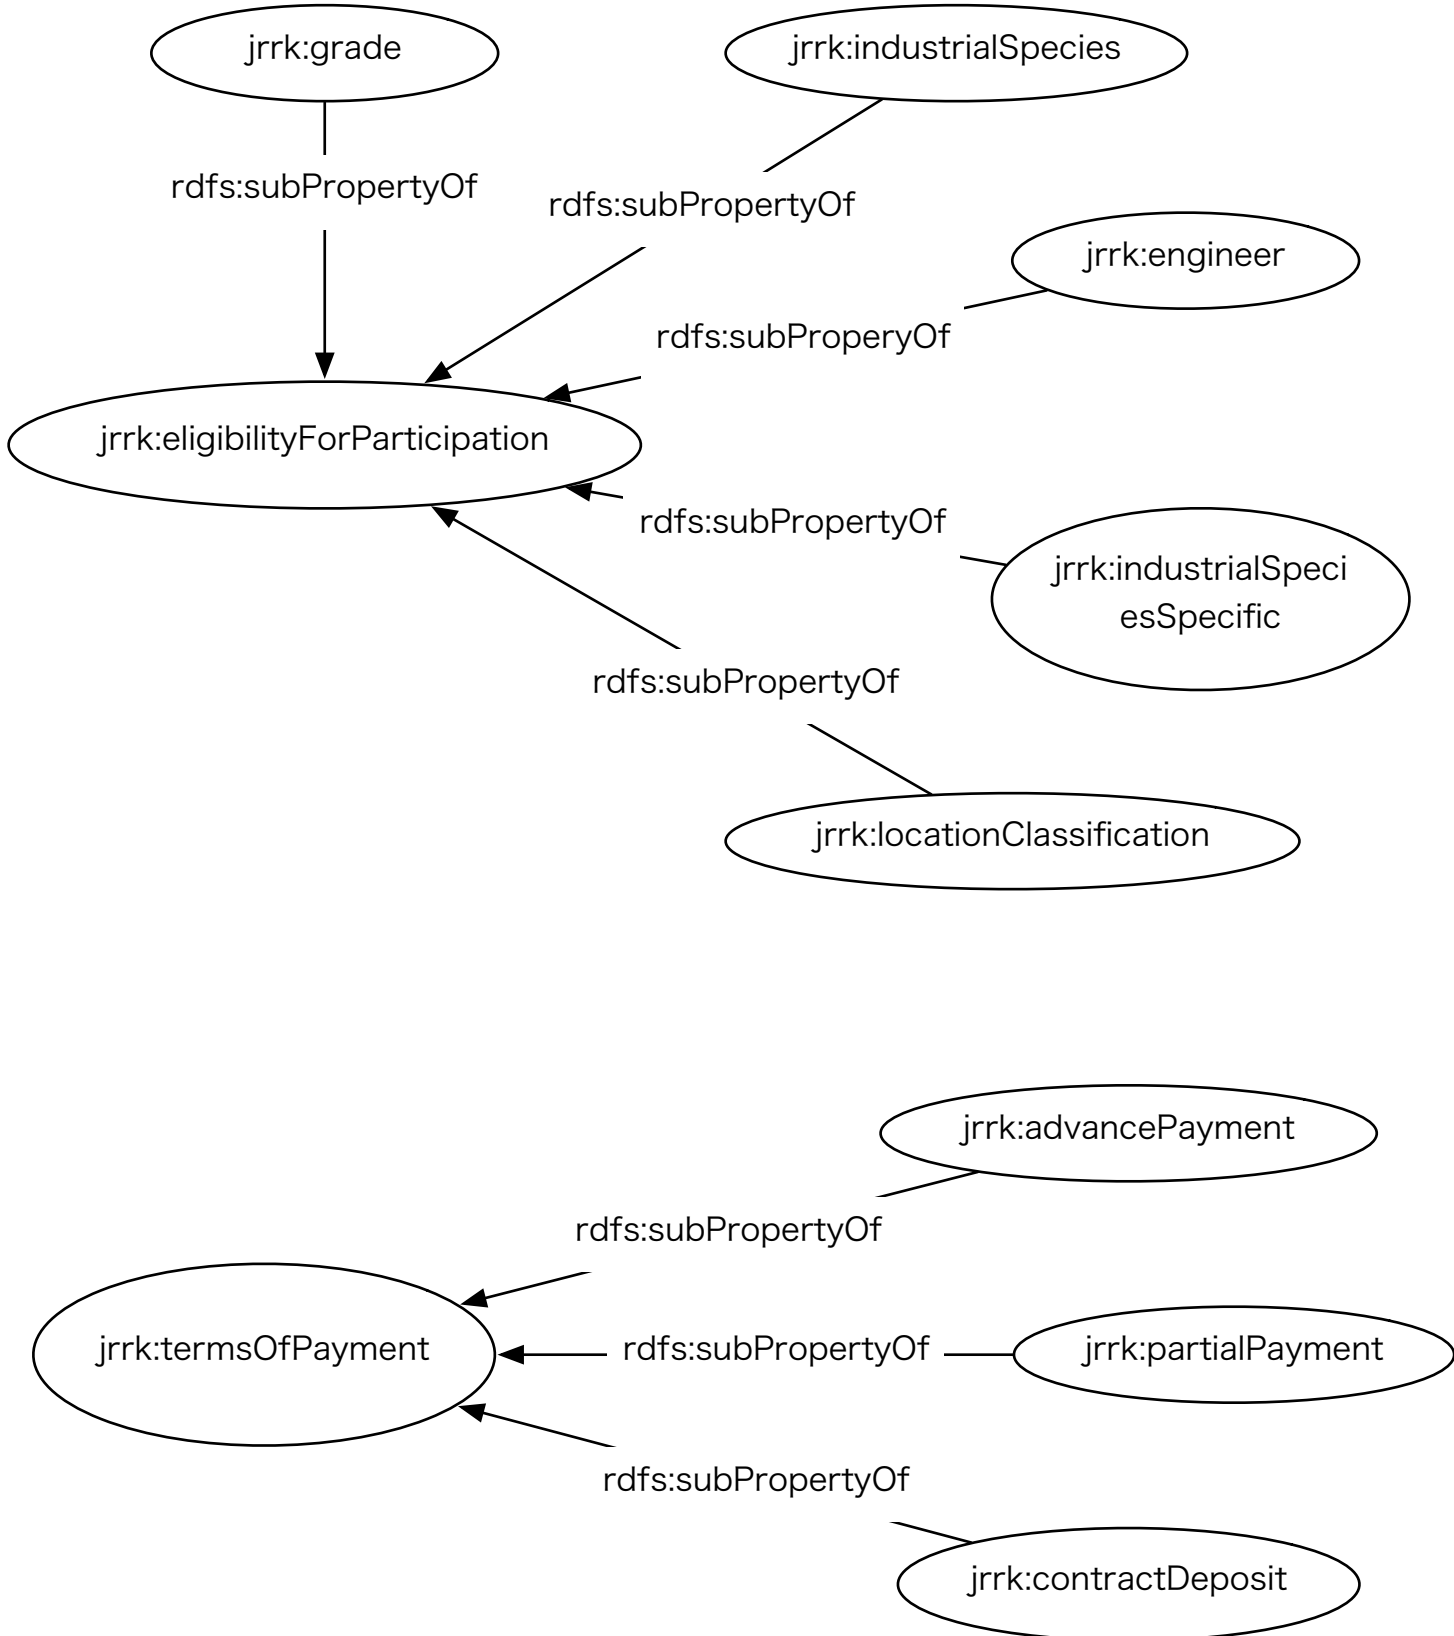 jrrk:grade
jrrk:industrialSpecies
rdfs:subPropertyOf
rdfs:subPropertyOf
jrrk:engineer
rdfs:subProperyOf
jrrk:eligibilityForParticipation
rdfs:subPropertyOf
jrrk:industrialSpeci
esSpecific
rdfs:subPropertyOf
jrrk:locationClassification
jrrk:advancePayment
rdfs:subPropertyOf
jrrk:termsOfPayment
rdfs:subPropertyOf
jrrk:partialPayment
rdfs:subPropertyOf
jrrk:contractDeposit